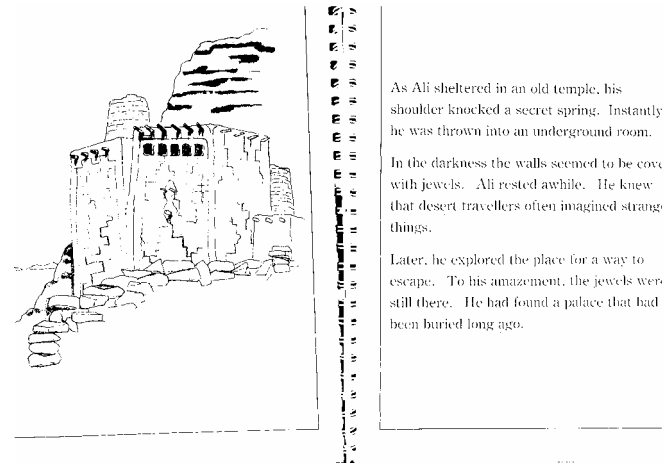 As Ali sheltered in an old temple, his
shoulder knocked a secret spring. Instantly
he was thrown into an underground room.
In the darkness the walls seemed to be cove
with jewels. Ali rested awhile. He knew
that desert travellers often imagined strange
things.
Later, he explored the place for a way to
escape. To his amazement, the jewels were
still there. He had found a palace that had
been buried long ago.